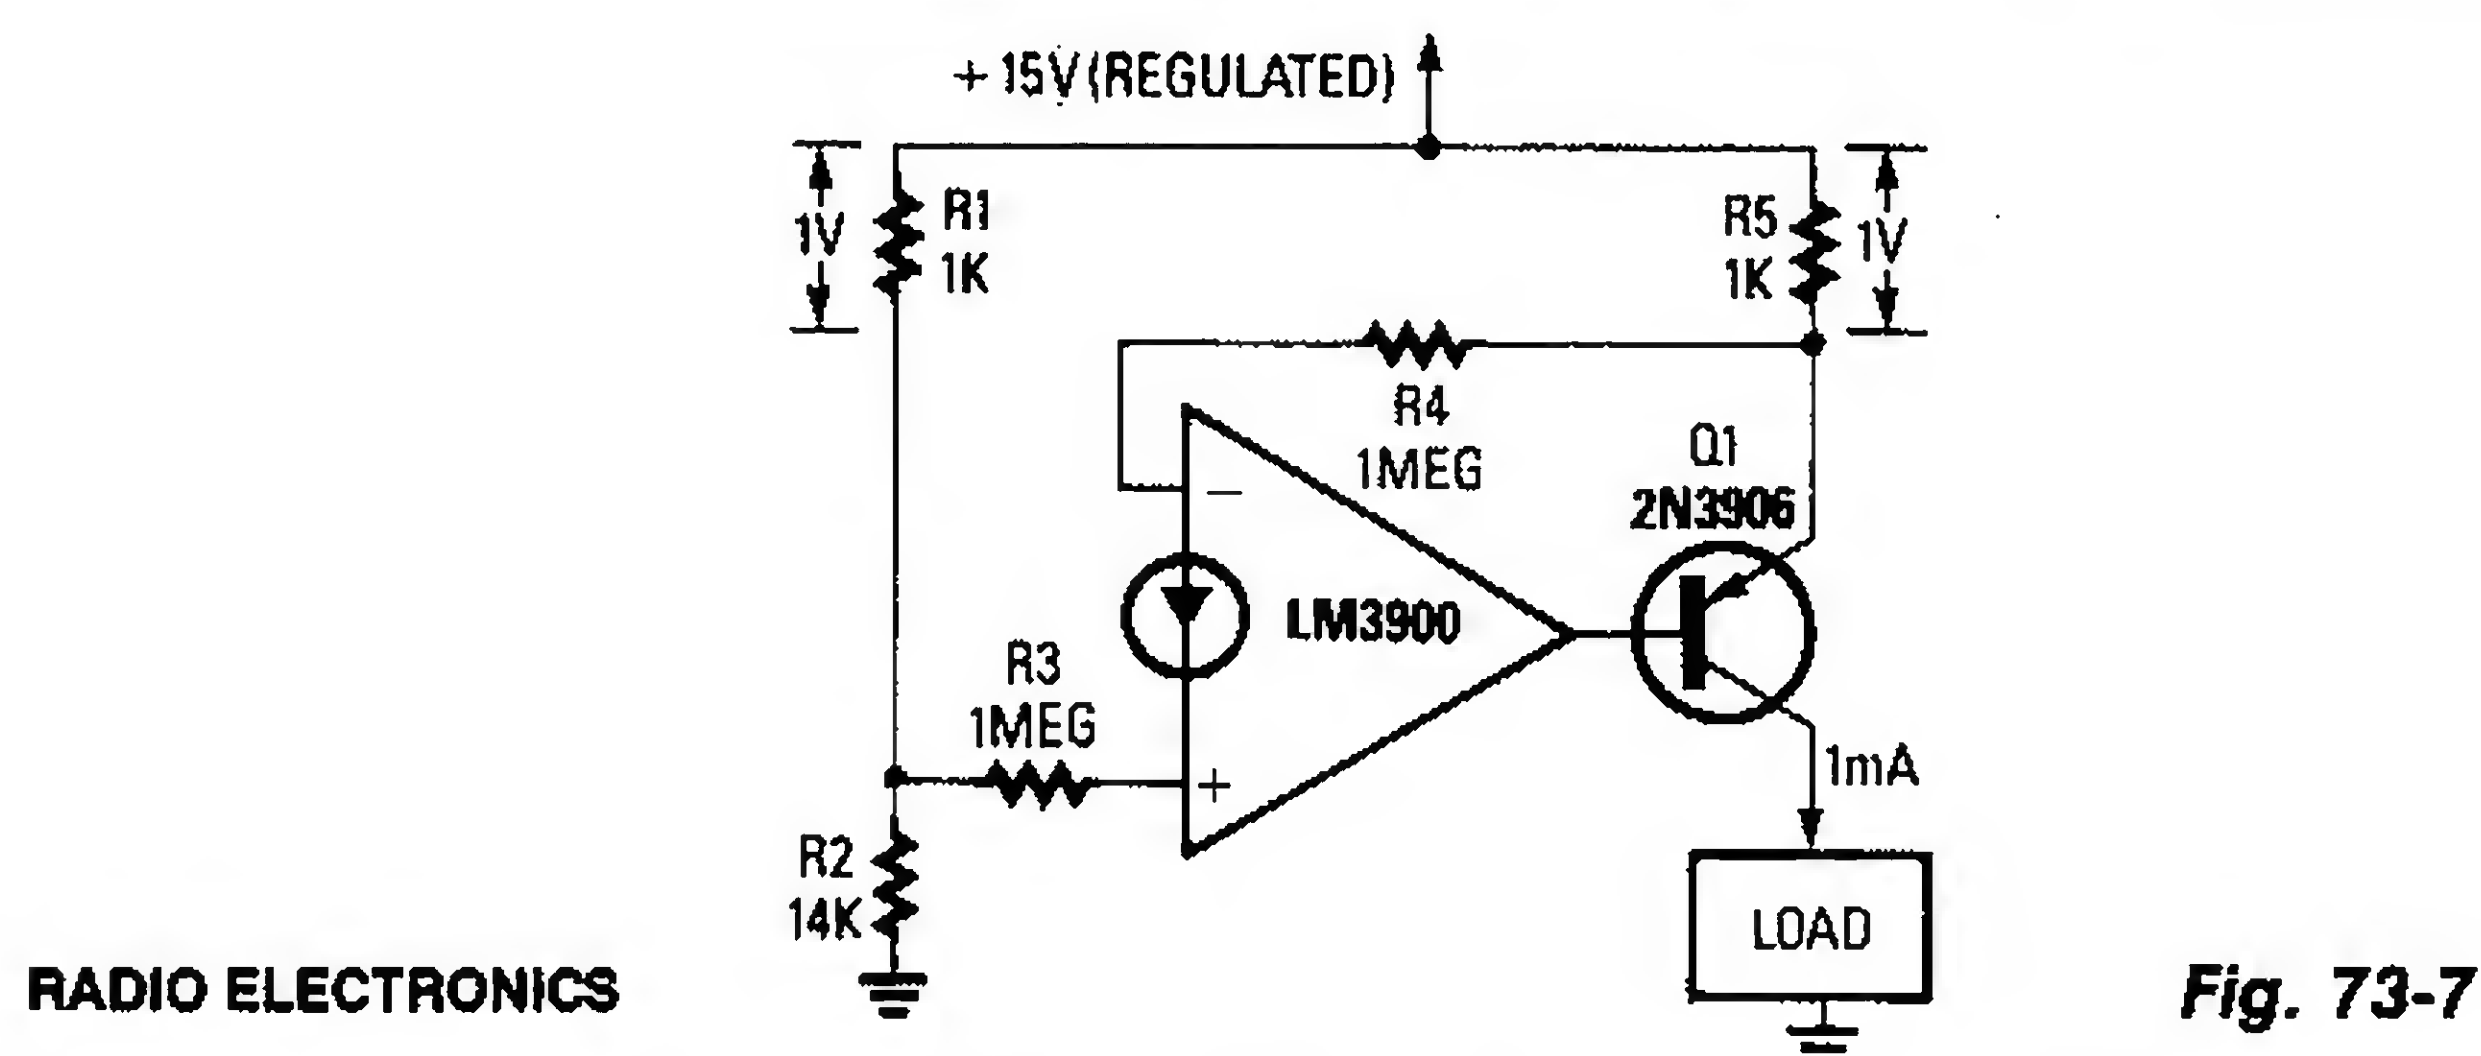 + 15V (REGULATED)
1V
R1
1K
R5
1K
1V
R4
1MEG
Q1
2N3906
−
LM3900
R3
1MEG
+
1mA
R2
14K
LOAD
RADIO ELECTRONICS
Fig. 73-7